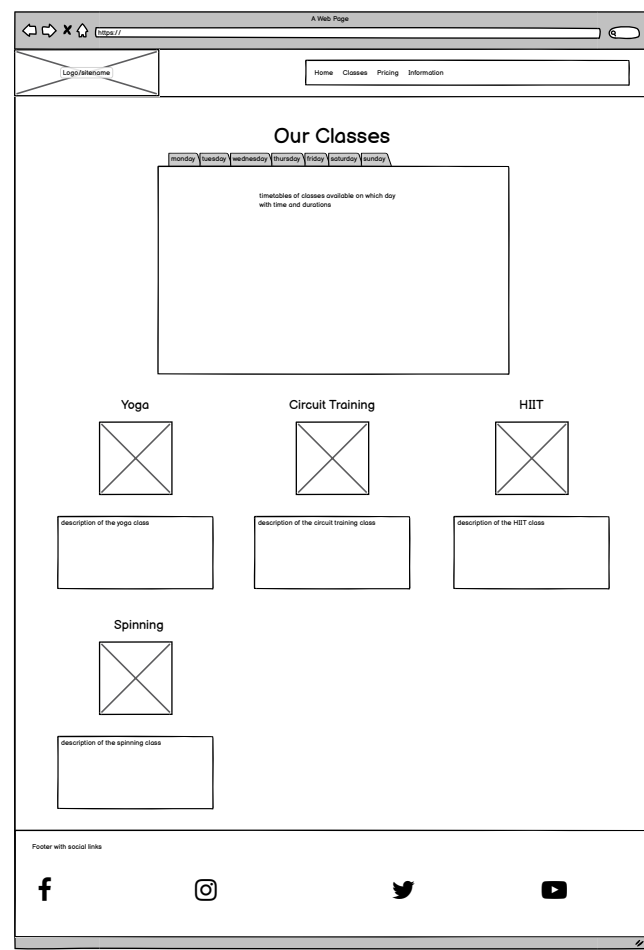 A Web Page
https://
Logo/sitename
Home Classes Pricing Information
Our Classes
monday tuesday wednesday thursday friday saturday sunday
timetables of classes available on which day
with time and durations
Yoga
Circuit Training
HIIT
description of the yoga class
description of the circuit training class
description of the HIIT class
Spinning
description of the spinning class
Footer with social links